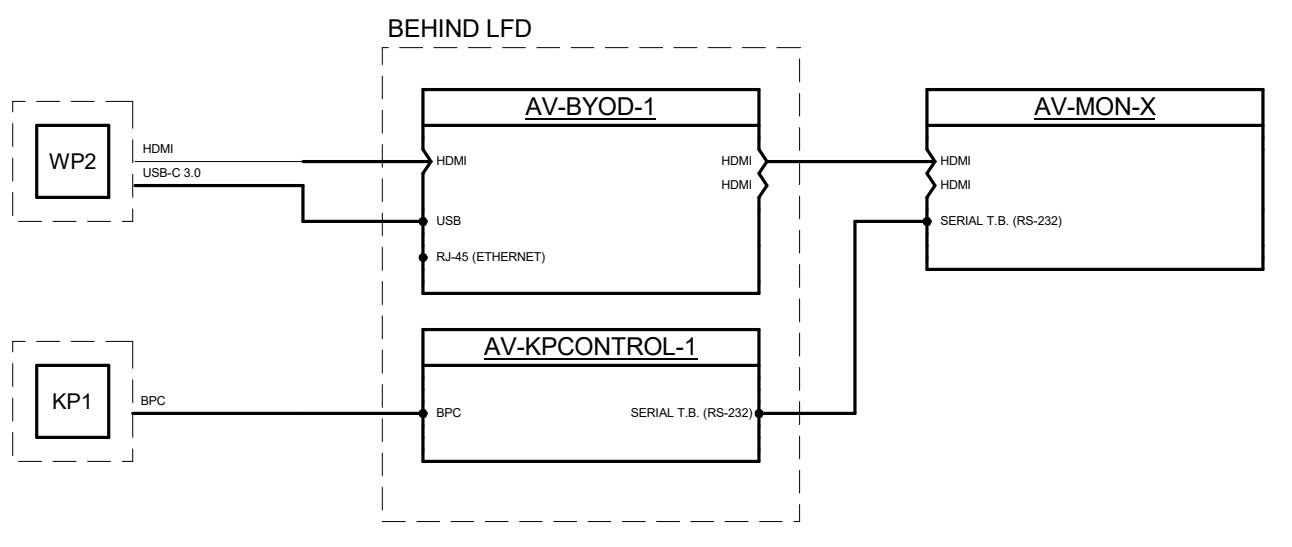 BEHIND LFD
AV-BYOD-1
AV-MON-X
WP2
HDMI
USB-C 3.0
HDMI
USB
RJ-45 (ETHERNET)
HDMI
HDMI
HDMI
HDMI
SERIAL T.B. (RS-232)
AV-KPCONTROL-1
KP1
BPC
BPC
SERIAL T.B. (RS-232)